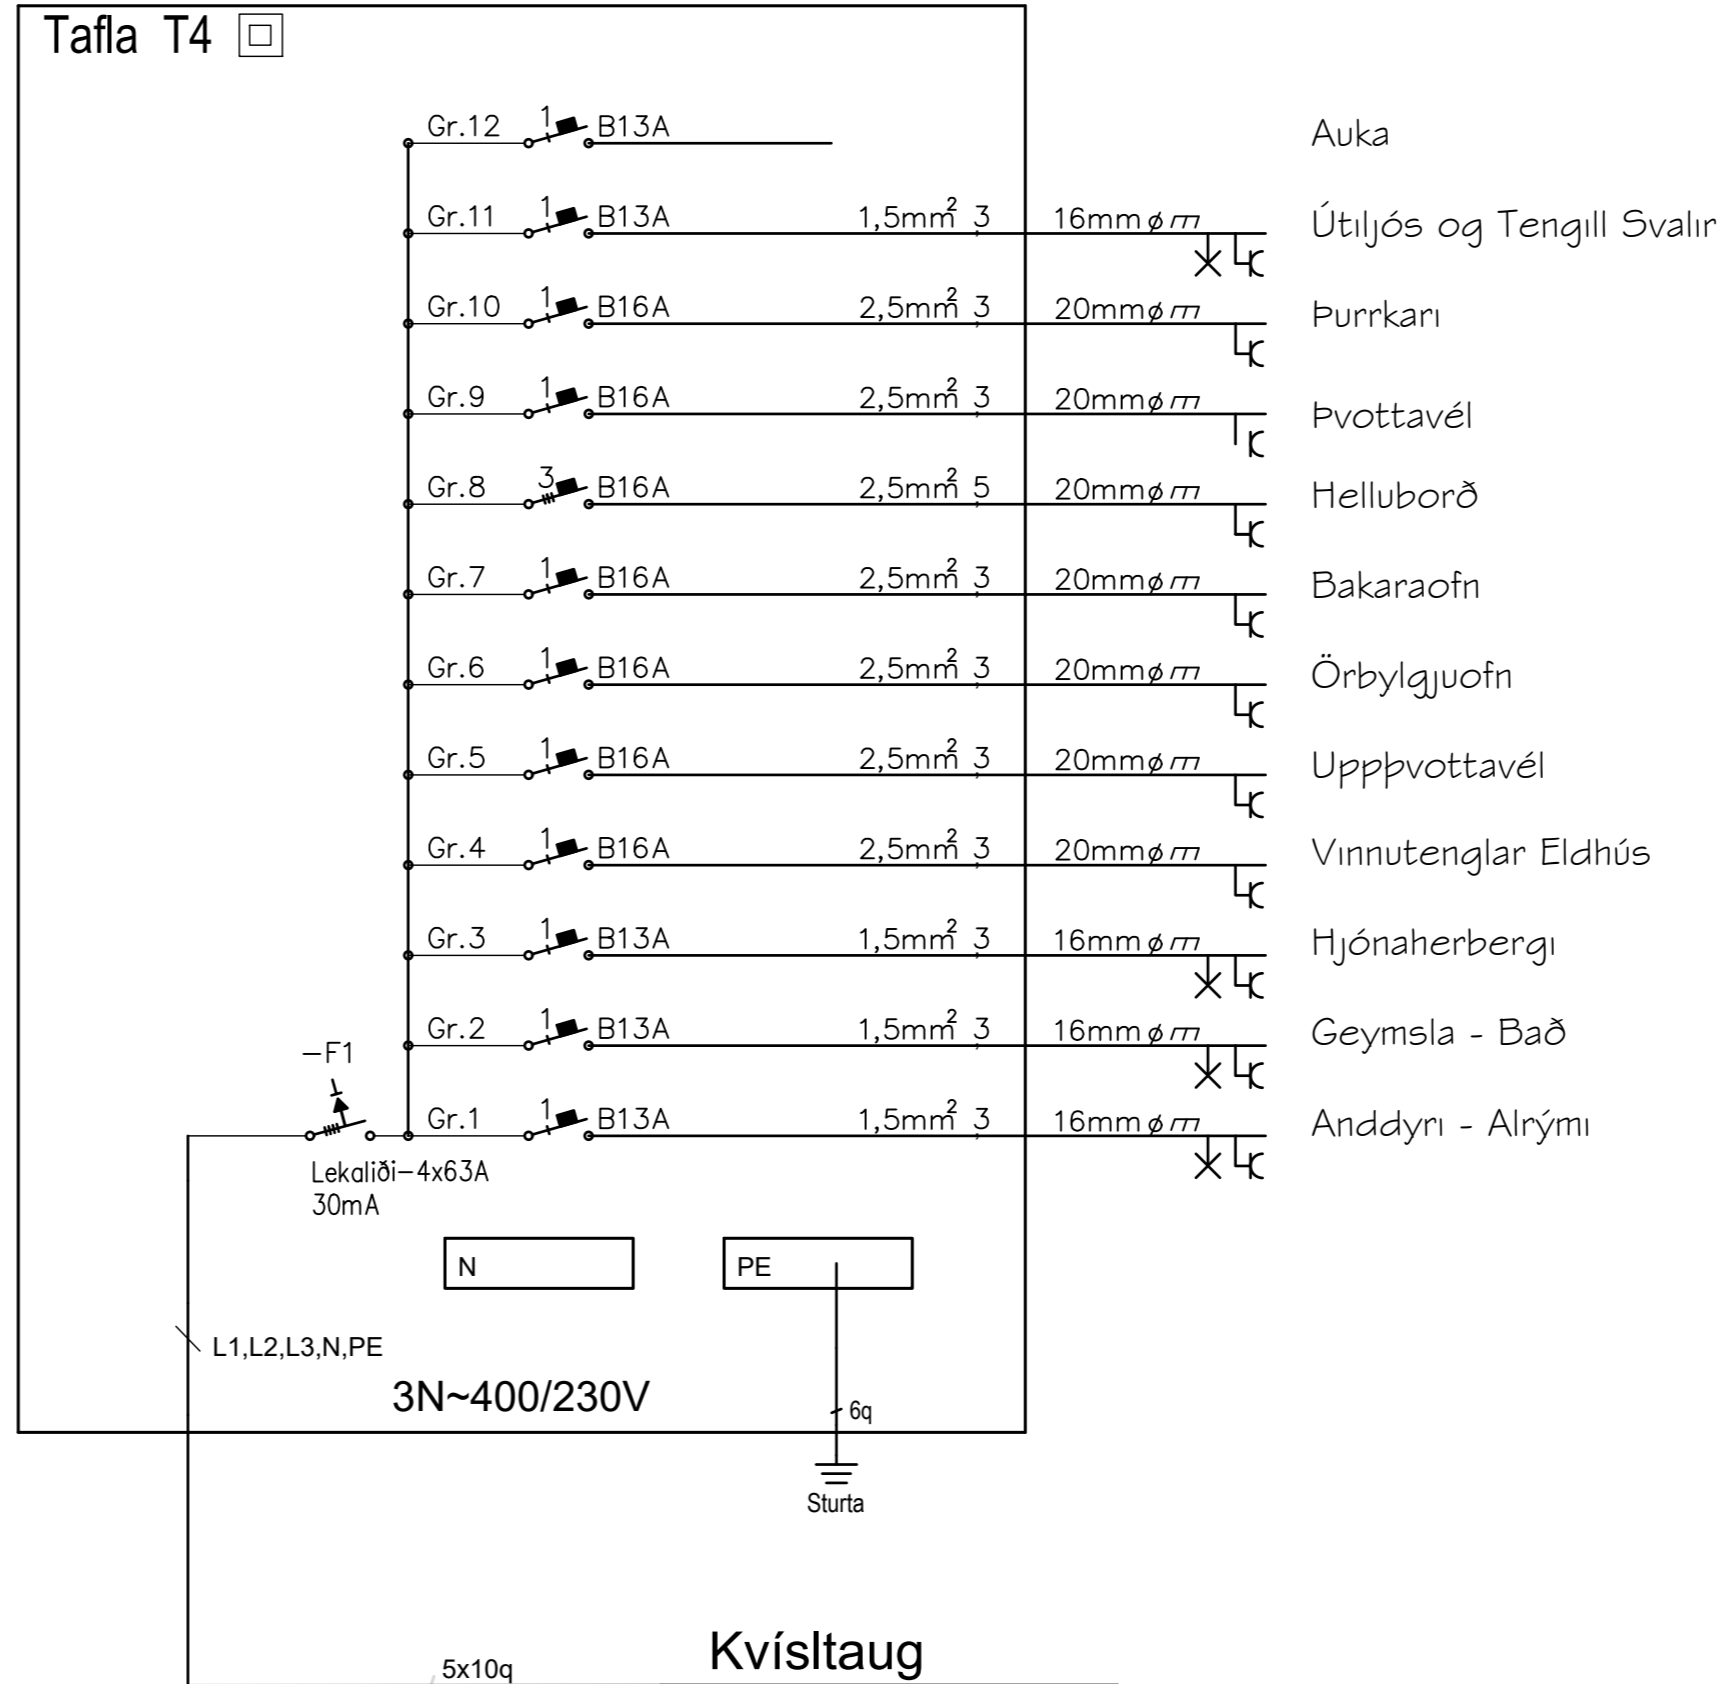 Tafla T4
Gr.12 1 B13A Auka
Gr.11 1 B13A 1,5mm² 3 16mmø Útiljós og Tengill Svalir
Gr.10 1 B16A 2,5mm² 3 20mmø Þurrkari
Gr.9 1 B16A 2,5mm² 3 20mmø Þvottavél
Gr.8 3 B16A 2,5mm² 5 20mmø Helluborð
Gr.7 1 B16A 2,5mm² 3 20mmø Bakaraofn
Gr.6 1 B16A 2,5mm² 3 20mmø Örbylgjuofn
Gr.5 1 B16A 2,5mm² 3 20mmø Uppþvottavél
Gr.4 1 B16A 2,5mm² 3 20mmø Vinnutenglar Eldhús
Gr.3 1 B13A 1,5mm² 3 16mmø Hjónaherbergi
Gr.2 1 B13A 1,5mm² 3 16mmø Geymsla - Bað
-F1
Gr.1 1 B13A 1,5mm² 3 16mmø Anddyri - Alrými
Lekaliði-4x63A
30mA
N PE
L1,L2,L3,N,PE
3N~400/230V
6q
Sturta
Kvísltaug
5x10q